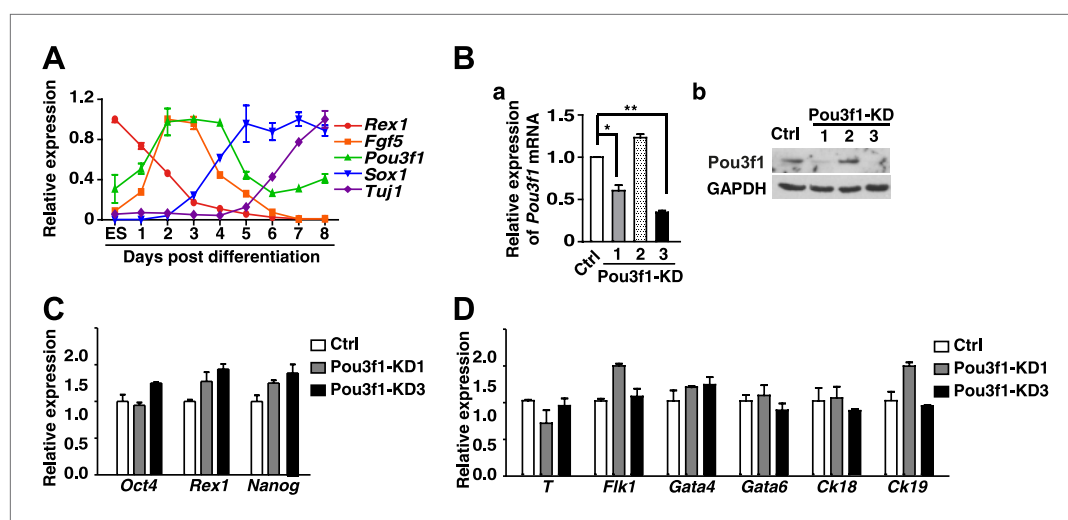 A
Relative expression
1.2
0.8
0.4
0
ES 1 2 3 4 5 6 7 8
Days post differentiation
Rex1
Fgf5
Pou3f1
Sox1
Tuj1
B
a
Relative expression
of Pou3f1 mRNA
1.5
1.0
0.5
0
*
**
Ctrl
1 2 3
Pou3f1-KD
b
Pou3f1-KD
Ctrl 1 2 3
Pou3f1
GAPDH
C
Relative expression
2.0
1.5
1.0
0.5
0.0
Oct4 Rex1 Nanog
Ctrl
Pou3f1-KD1
Pou3f1-KD3
D
Relative expression
2.0
1.5
1.0
0.5
0.0
T Flk1 Gata4 Gata6 Ck18 Ck19
Ctrl
Pou3f1-KD1
Pou3f1-KD3